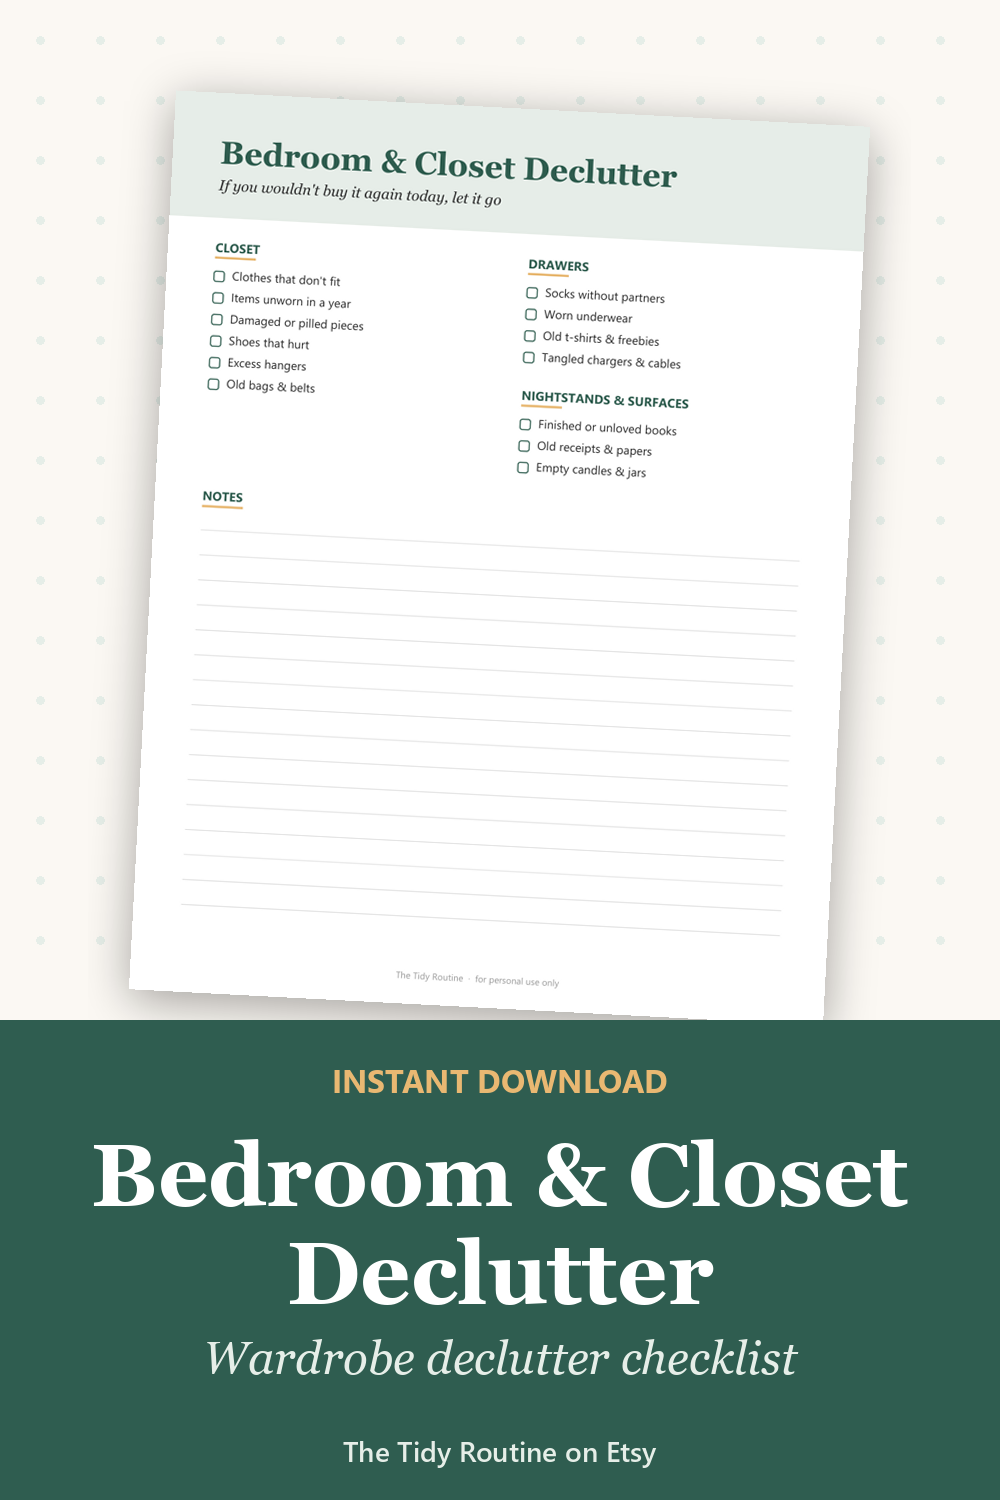 Bedroom & Closet Declutter
If you wouldn't buy it again today, let it go
CLOSET
Clothes that don't fit
Items unworn in a year
Damaged or pilled pieces
Shoes that hurt
Excess hangers
Old bags & belts
DRAWERS
Socks without partners
Worn underwear
Old t-shirts & freebies
Tangled chargers & cables
NIGHTSTANDS & SURFACES
Finished or unloved books
Old receipts & papers
Empty candles & jars
NOTES
The Tidy Routine · for personal use only
INSTANT DOWNLOAD
Bedroom & Closet
Declutter
Wardrobe declutter checklist
The Tidy Routine on Etsy